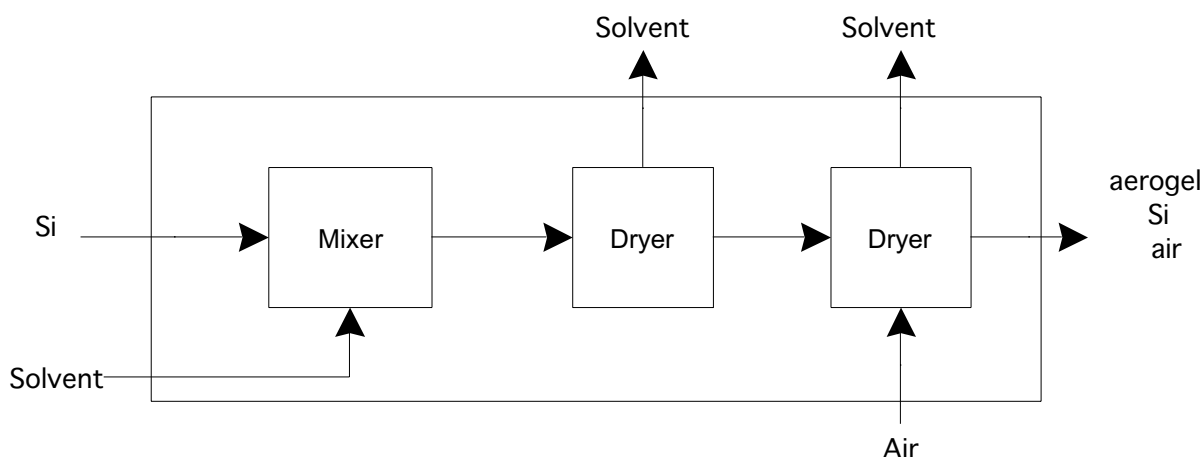 Solvent
Solvent
Si
Mixer
Dryer
Dryer
aerogel
Si
air
Solvent
Air